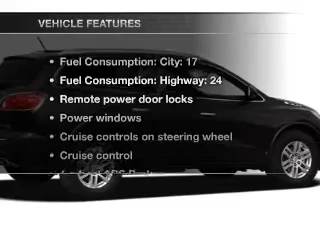 VEHICLE FEATURES
• Fuel Consumption: City: 17
• Fuel Consumption: Highway: 24
• Remote power door locks
• Power windows
• Cruise controls on steering wheel
• Cruise control